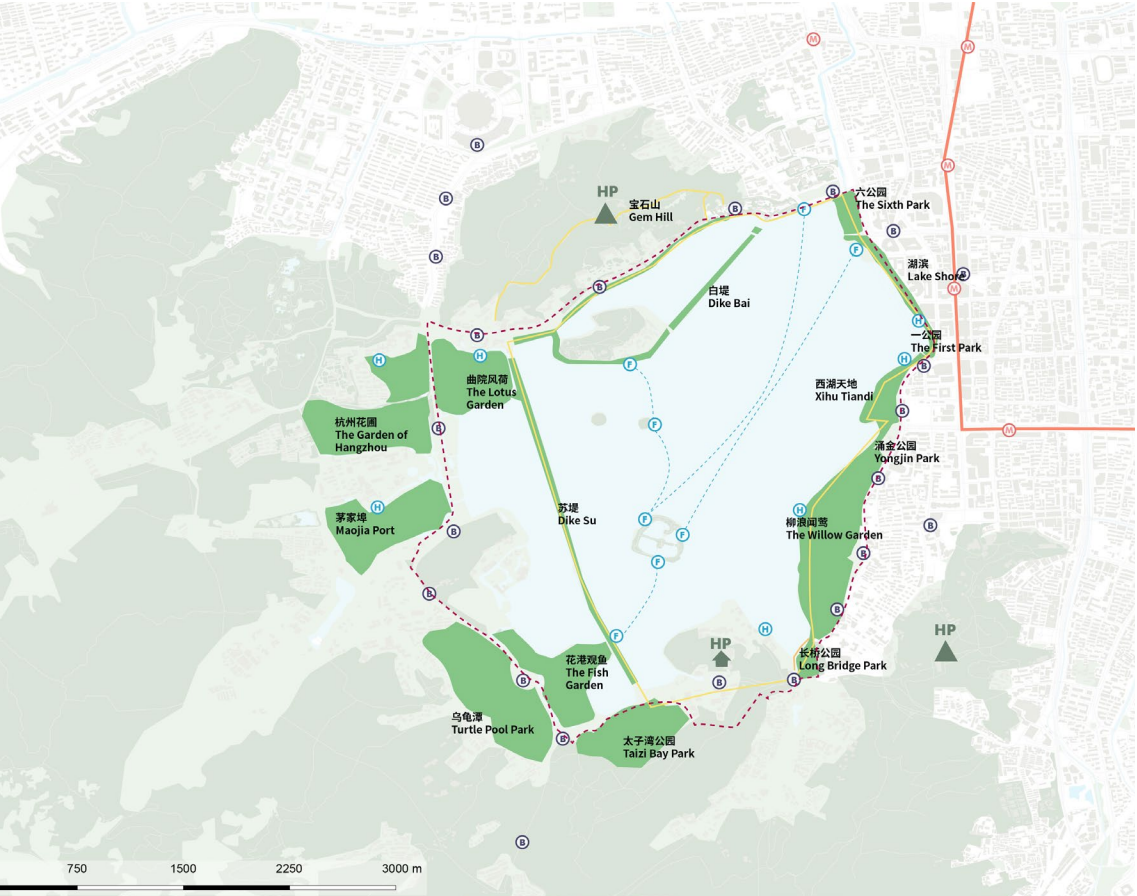 M
M
B
M
B
HP
宝石山
Gem Hill
B
F
B
六公园
The Sixth Park
B
F
B
湖滨
Lake Shore
B
M
B
白堤
Dike Bai
H
B
一公园
The First Park
H
H
F
H
B
曲院风荷
The Lotus
Garden
西湖天地
Xihu Tiandi
B
杭州花圃
The Garden of
Hangzhou
B
F
M
涌金公园
Yongjin Park
B
H
茅家埠
Maojia Port
B
苏堤
Dike Su
F
F
F
H
柳浪闻莺
The Willow Garden
B
B
B
B
F
H
HP
HP
花港观鱼
The Fish
Garden
B
长桥公园
Long Bridge Park
B
B
乌龟潭
Turtle Pool Park
B
太子湾公园
Taizi Bay Park
B
750
1500
2250
3000 m